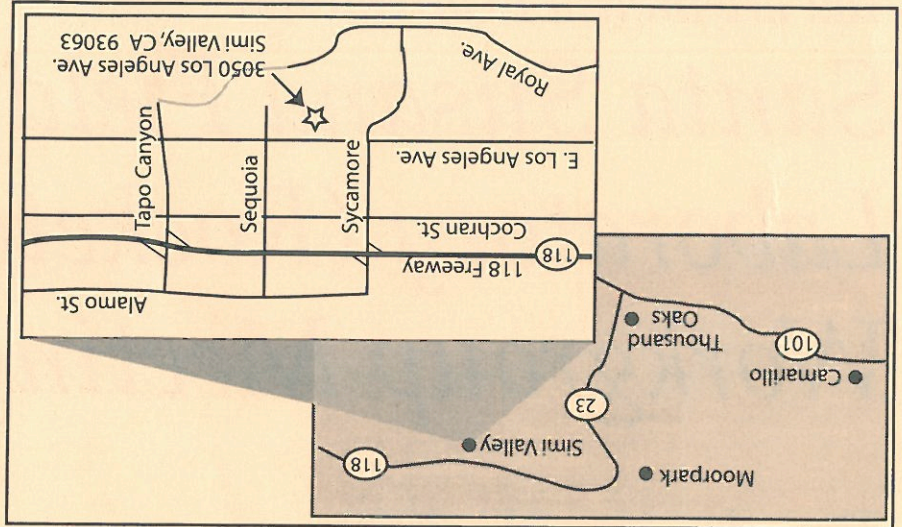 Moorpark
118
Simi Valley
23
Camarillo
101
Thousand
Oaks
Alamo St.
118
118 Freeway
Cochran St.
Sycamore
Sequoia
Tapo Canyon
E. Los Angeles Ave.
Royal Ave.
3050 Los Angeles Ave.
Simi Valley, CA 93063